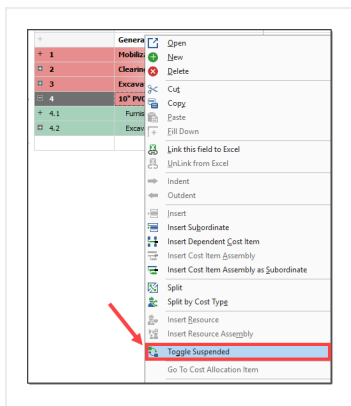 Genera
1 Mobiliz
2 Clearin
3 Excava
4 10" PVC
4.1 Furnis
4.2 Excav
Open
New
Delete
Cut
Copy
Paste
Fill Down
Link this field to Excel
UnLink from Excel
Indent
Outdent
Insert
Insert Subordinate
Insert Dependent Cost Item
Insert Cost Item Assembly
Insert Cost Item Assembly as Subordinate
Split
Split by Cost Type
Insert Resource
Insert Resource Assembly
Toggle Suspended
Go To Cost Allocation Item